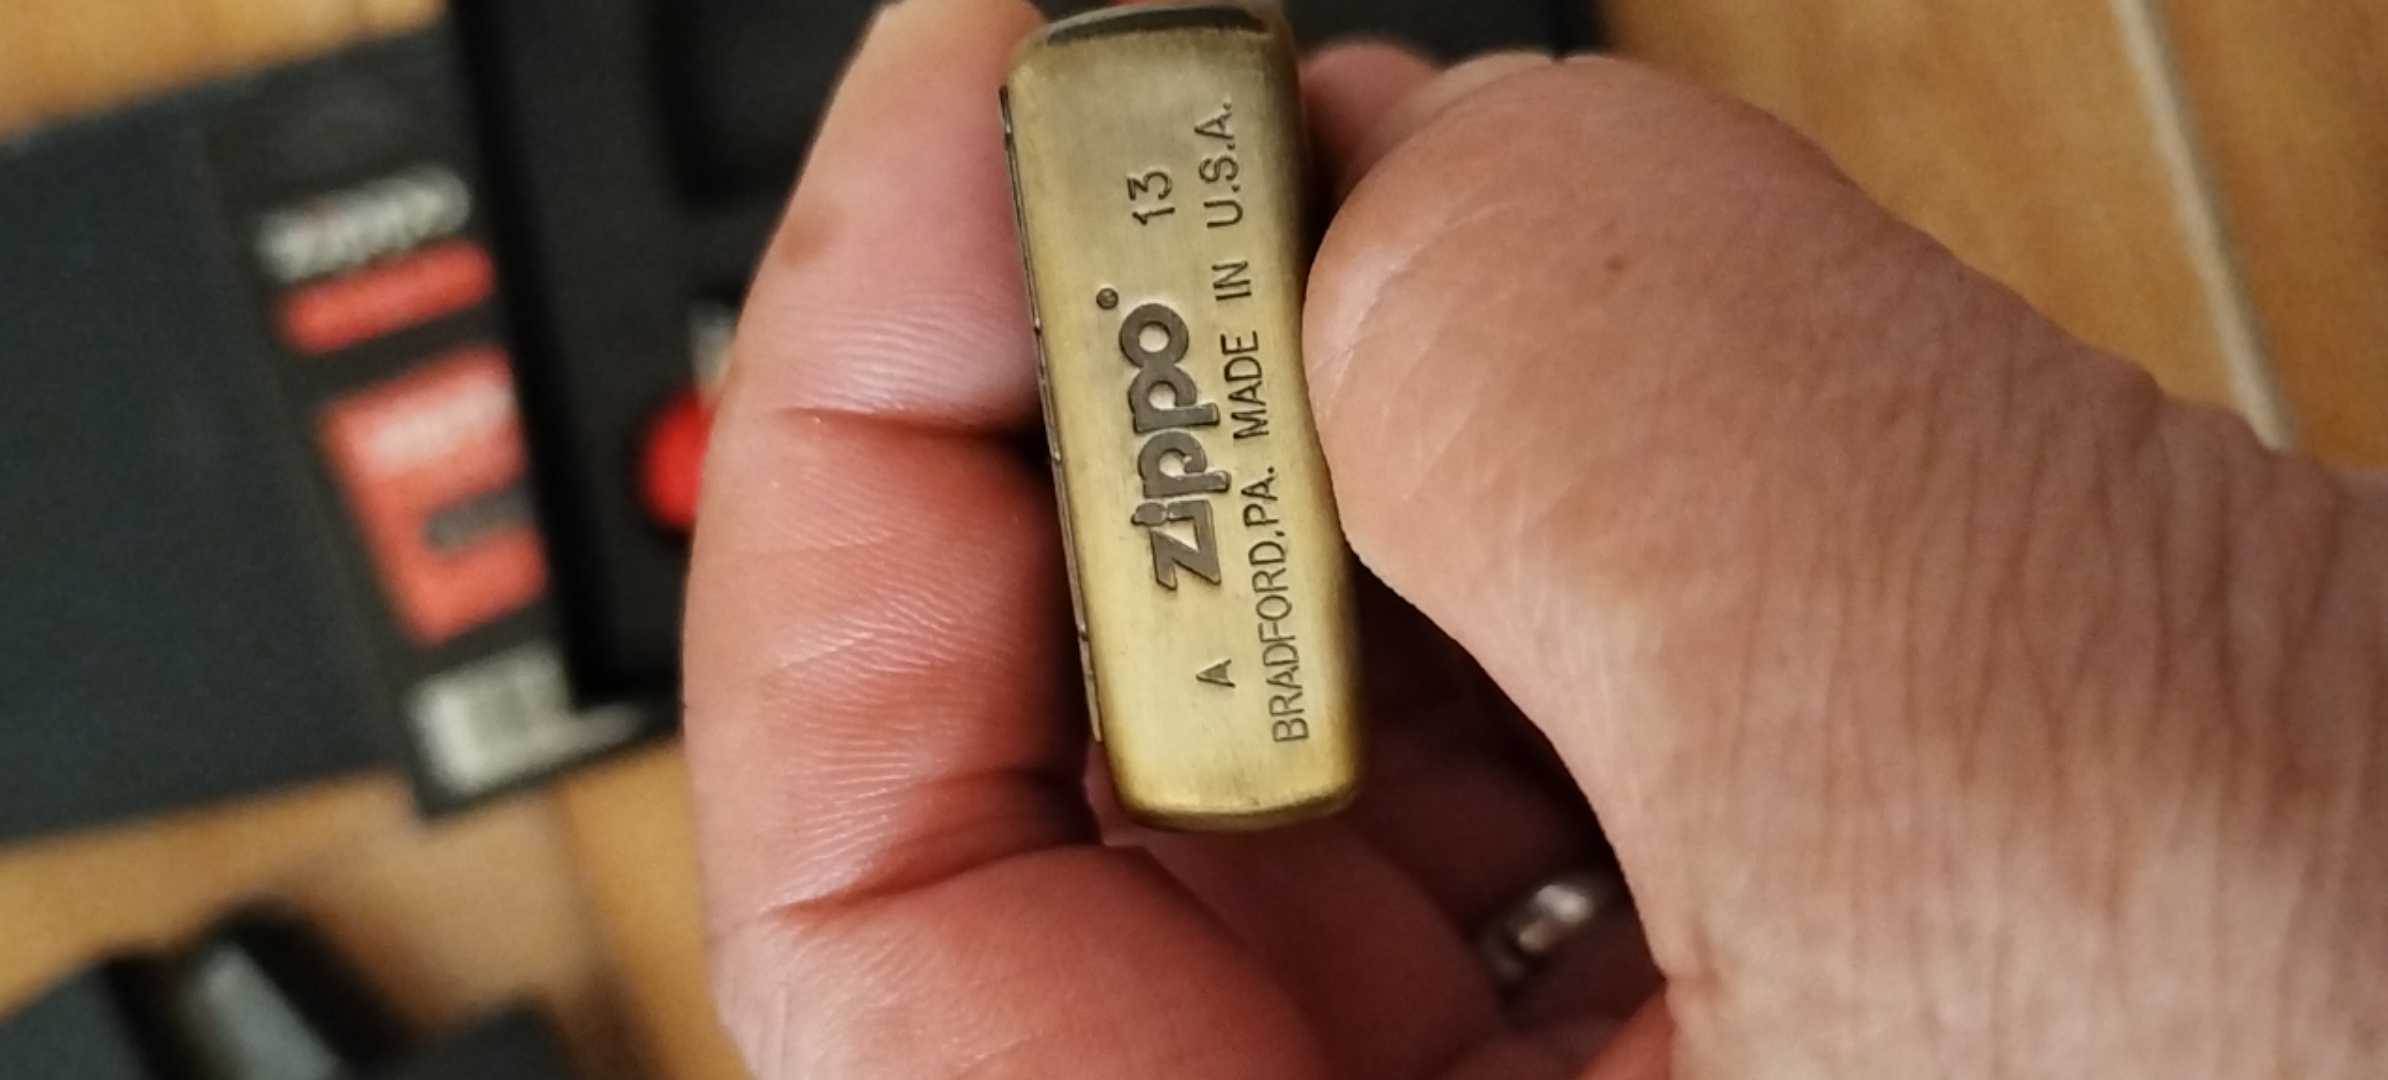 A zippo® 13
BRADFORD,PA. MADE IN U.S.A.